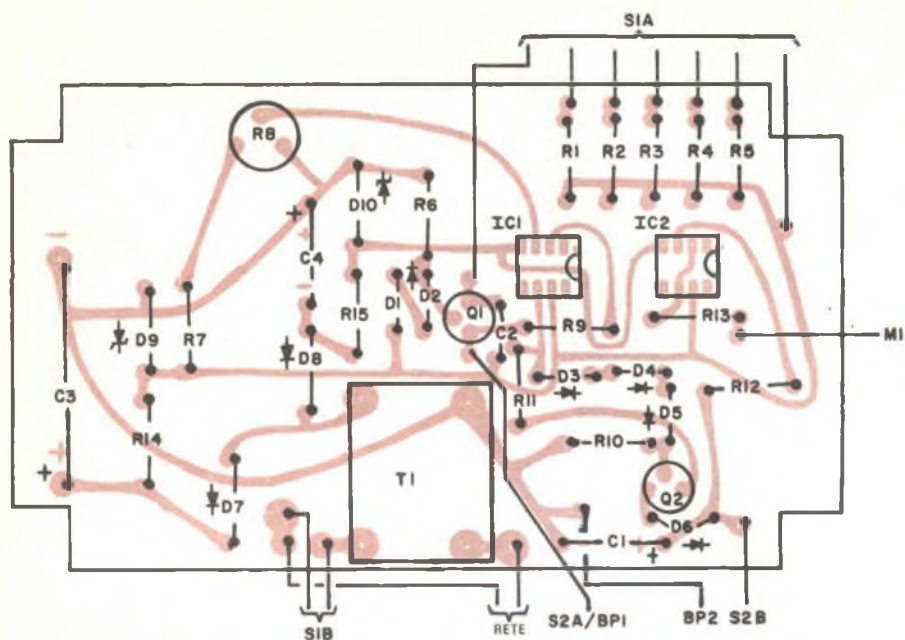 S1A
R8
R1 R2 R3 R4 R5
D10 R6
IC1 IC2
+
+
C4
-
-
R15 D1 D2 Q1 C2 R9 R13
M1
D9 R7 D8
D3 D4 R12
C3
R11 D5
+
+
R14
R10
T1
Q2
D7
D6
C1 +
S1B RETE S2A/BP1 BP2 S2B